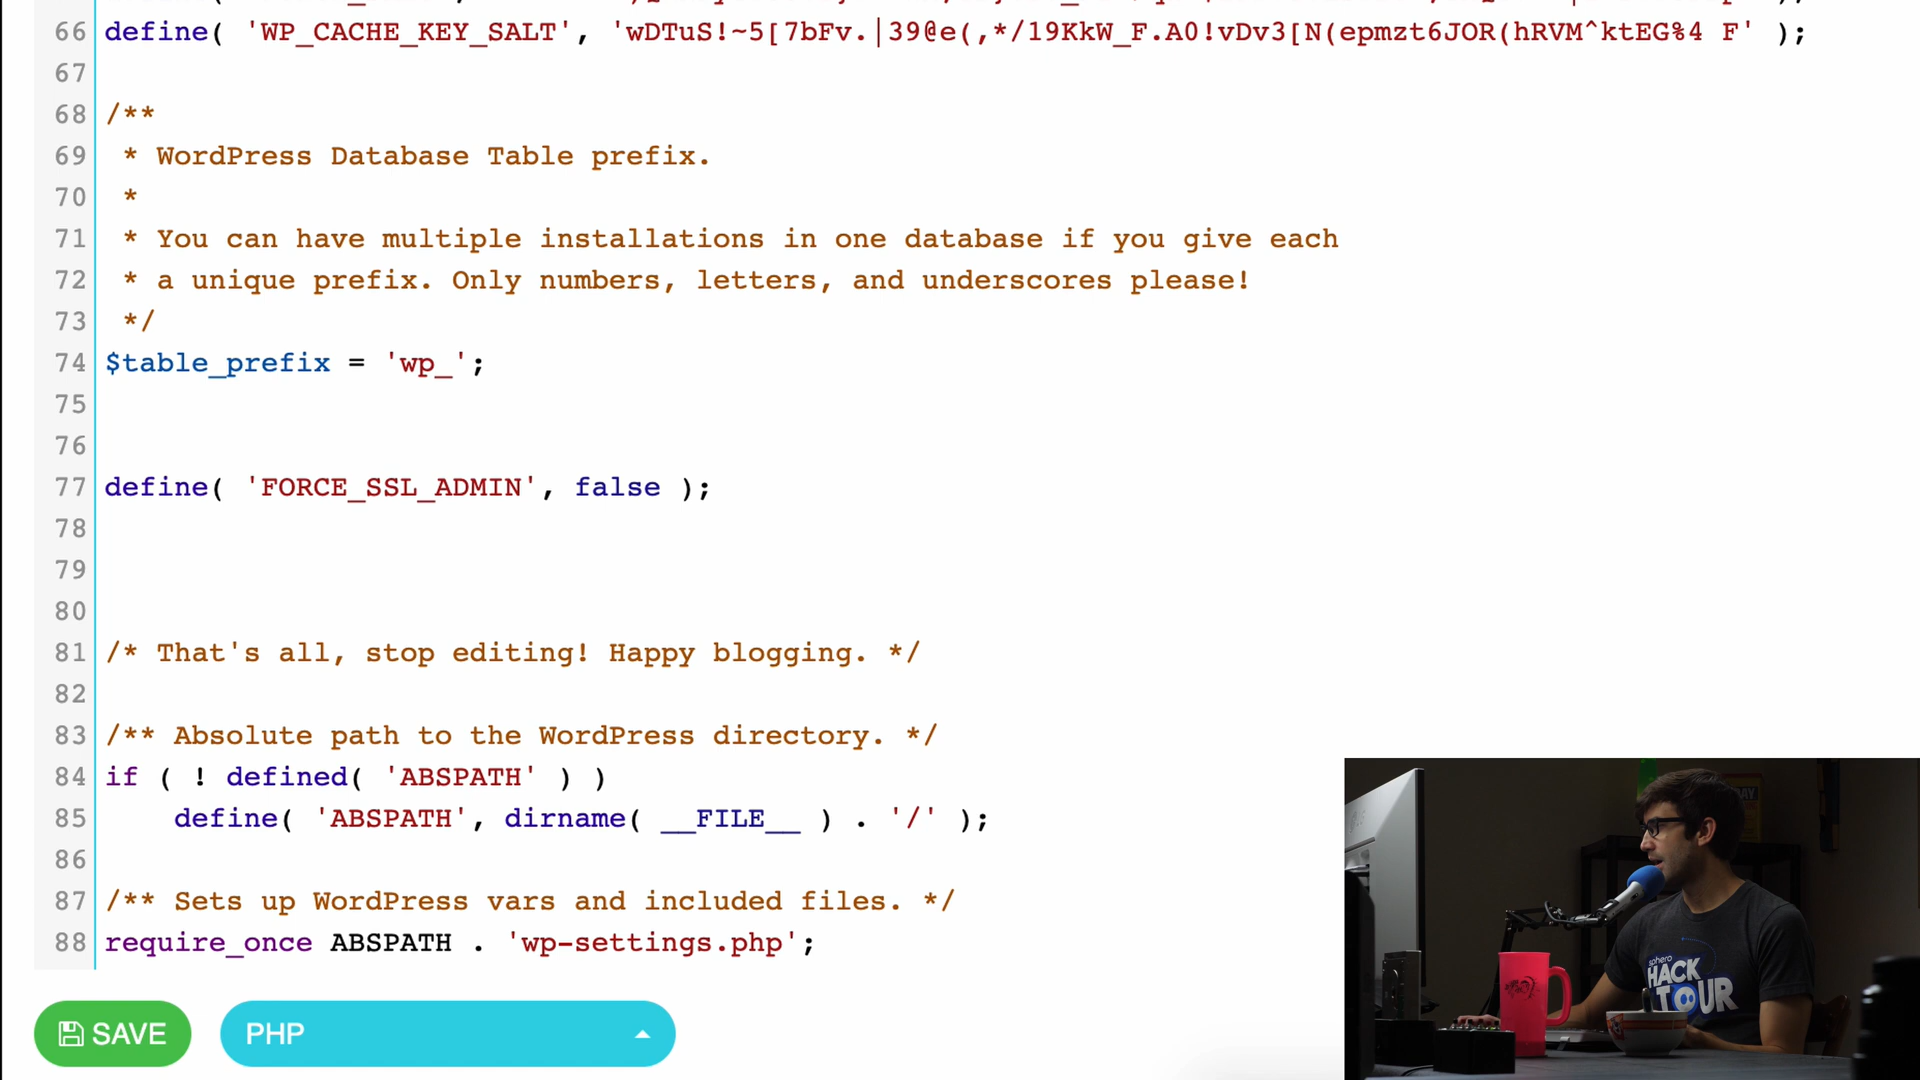 66 define( 'WP_CACHE_KEY_SALT', 'wDTuS!~5[7bFv.|39@e(,*/19KkW_F.A0!vDv3[N(epmzt6JOR(hRVM^ktEG%4 F' );
67
68 /**
69 * WordPress Database Table prefix.
70 *
71 * You can have multiple installations in one database if you give each
72 * a unique prefix. Only numbers, letters, and underscores please!
73 */
74 $table_prefix = 'wp_';
75
76
77 define( 'FORCE_SSL_ADMIN', false );
78
79
80
81 /* That's all, stop editing! Happy blogging. */
82
83 /** Absolute path to the WordPress directory. */
84 if ( ! defined( 'ABSPATH' ) )
85 define( 'ABSPATH', dirname( __FILE__ ) . '/' );
86
87 /** Sets up WordPress vars and included files. */
88 require_once ABSPATH . 'wp-settings.php';
SAVE
PHP
sphero
HACK
TOUR